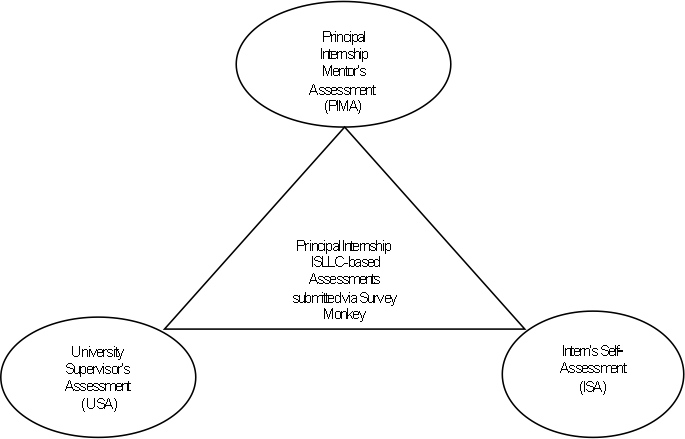 Principal
Internship
Mentor's
Assessment
(PIMA)
Principal Internship
ISLLC-based
Assessments
submitted via Survey
Monkey
University
Supervisor's
Assessment
(USA)
Intern's Self-
Assessment
(ISA)